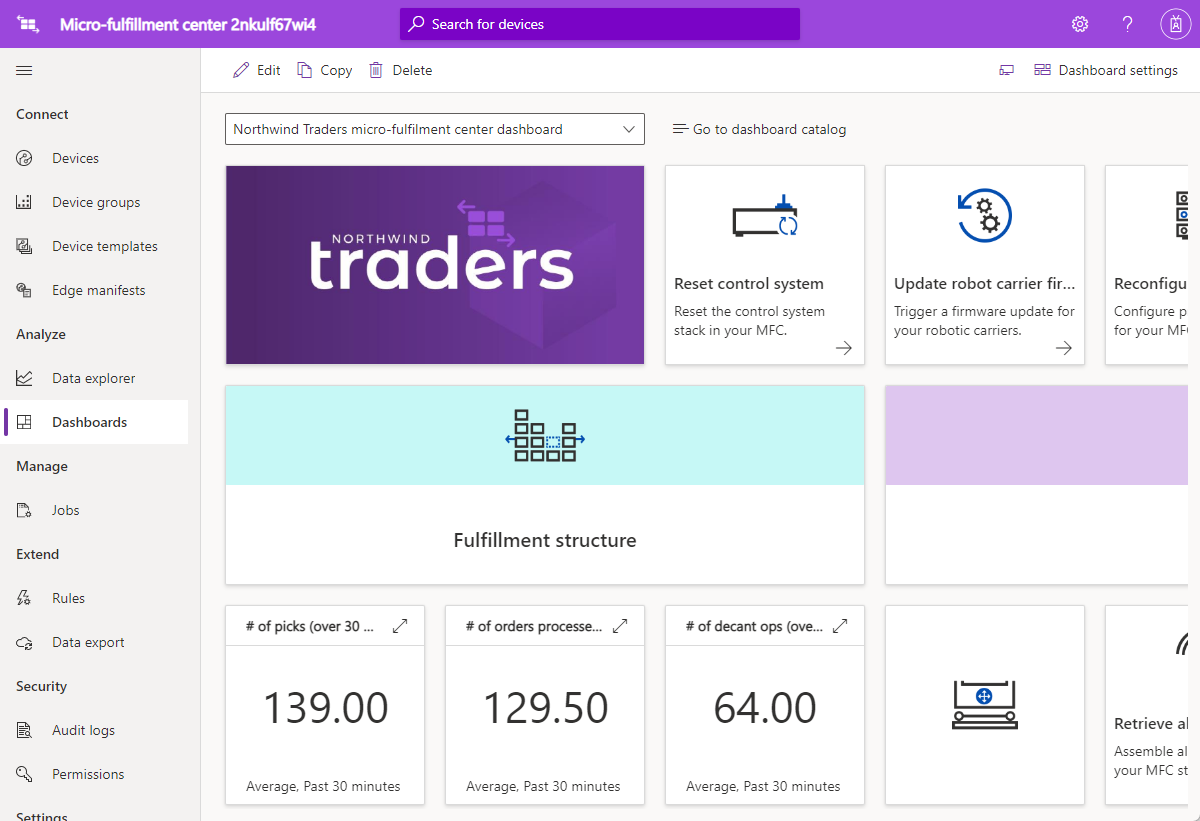 Micro-fulfillment center 2nkulf67wi4
Search for devices
Edit
Copy
Delete
Dashboard settings
Connect
Devices
Device groups
Device templates
Edge manifests
Analyze
Data explorer
Dashboards
Manage
Jobs
Extend
Rules
Data export
Security
Audit logs
Permissions
Settings
Northwind Traders micro-fulfilment center dashboard
Go to dashboard catalog
NORTHWIND
traders
Reset control system
Reset the control system
stack in your MFC.
Update robot carrier fir...
Trigger a firmware update for
your robotic carriers.
Reconfigu
Configure p
for your MF
Fulfillment structure
# of picks (over 30 ...
139.00
Average, Past 30 minutes
# of orders processe...
129.50
Average, Past 30 minutes
# of decant ops (ove...
64.00
Average, Past 30 minutes
Retrieve al
Assemble al
your MFC st